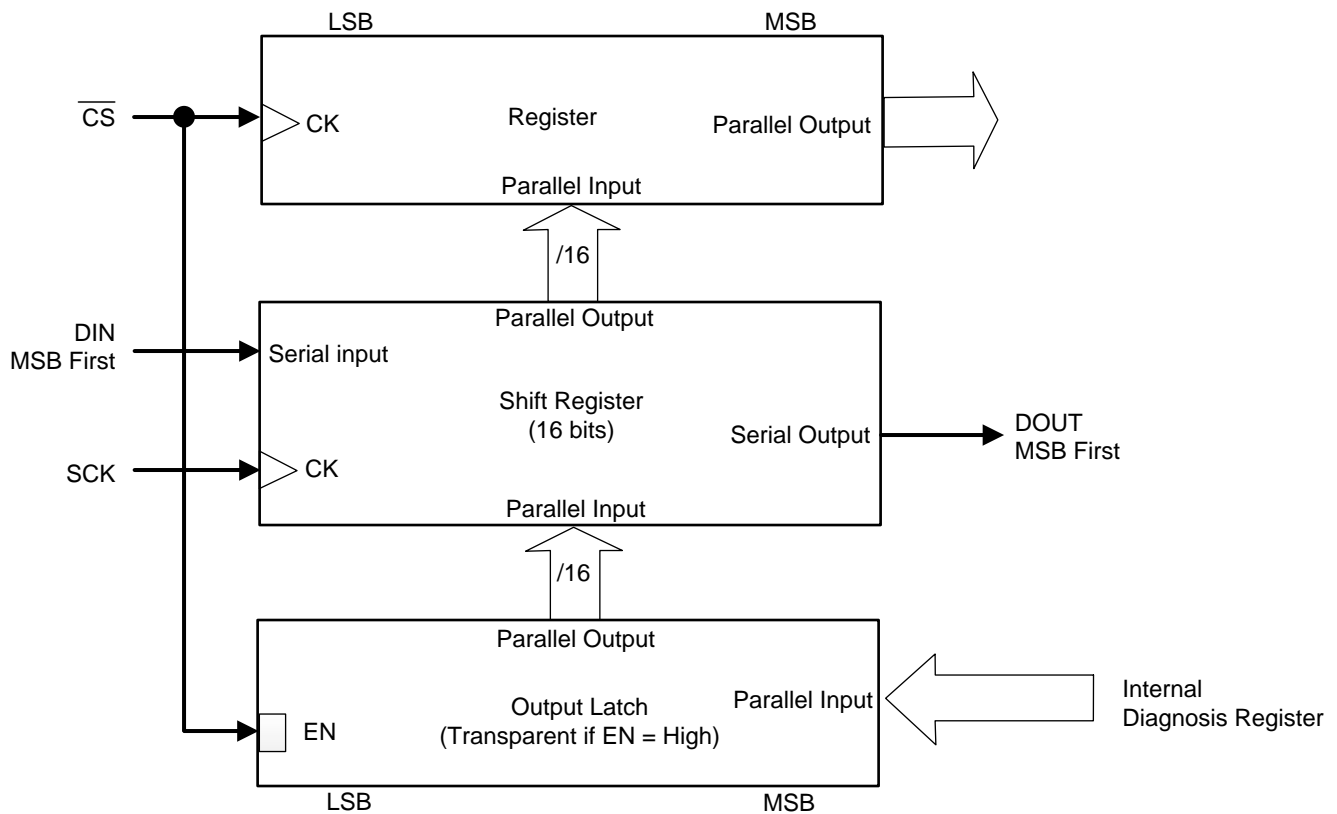 LSB
MSB
CS
CK
Register
Parallel Output
Parallel Input
/16
Parallel Output
DIN
MSB First
Serial input
Shift Register
(16 bits)
Serial Output
DOUT
MSB First
SCK
CK
Parallel Input
/16
Parallel Output
Parallel Input
Internal
Diagnosis Register
EN
Output Latch
(Transparent if EN = High)
LSB
MSB